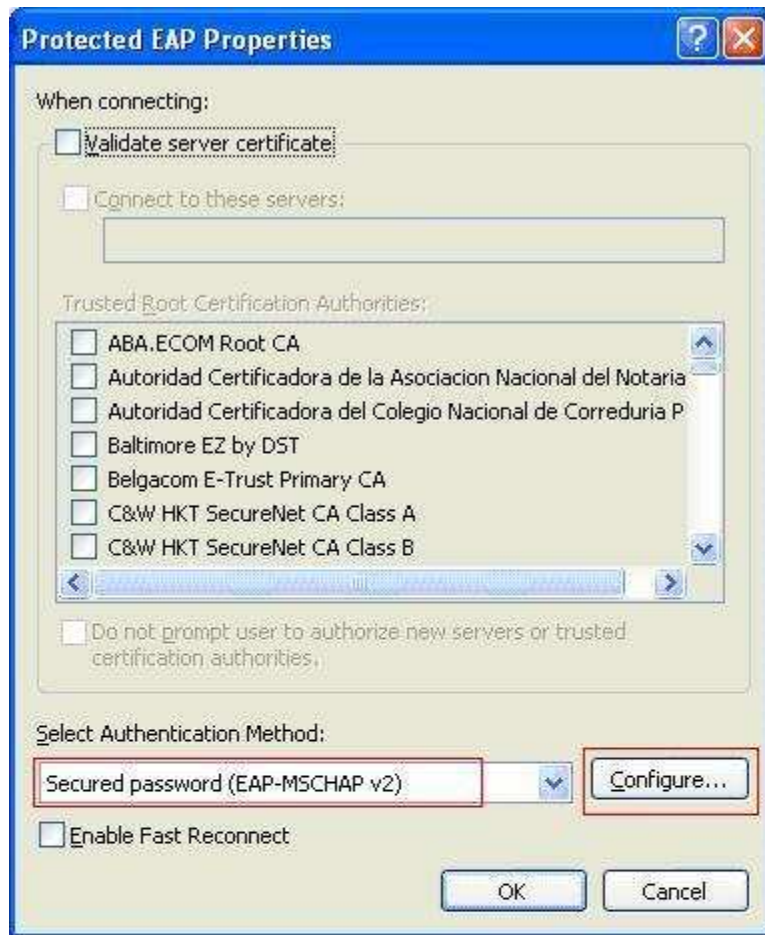 Protected EAP Properties
When connecting:
Validate server certificate
Connect to these servers:
Trusted Root Certification Authorities:
ABA.ECOM Root CA
Autoridad Certificadora de la Asociacion Nacional del Notaria
Autoridad Certificadora del Colegio Nacional de Correduria P
Baltimore EZ by DST
Belgacom E-Trust Primary CA
C&W HKT SecureNet CA Class A
C&W HKT SecureNet CA Class B
Do not prompt user to authorize new servers or trusted
certification authorities.
Select Authentication Method:
Secured password (EAP-MSCHAP v2)
Configure...
Enable Fast Reconnect
OK
Cancel